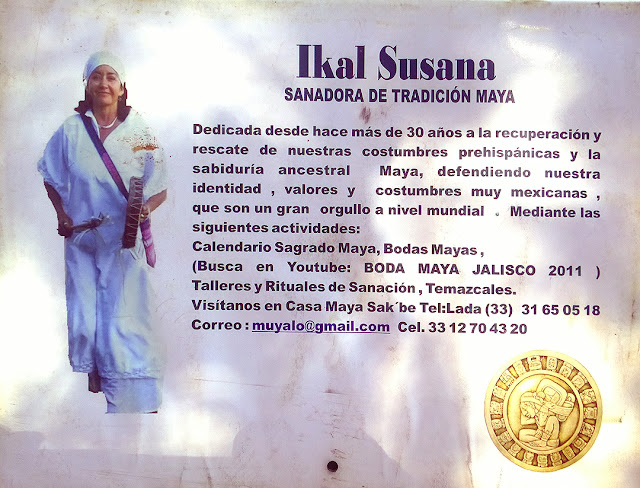 Ikal Susana
SANADORA DE TRADICIÓN MAYA
Dedicada desde hace más de 30 años a la recuperación y
rescate de nuestras costumbres prehispánicas y la
sabiduría ancestral Maya, defendiendo nuestra
identidad , valores y costumbres muy mexicanas ,
que son un gran orgullo a nivel mundial . Mediante las
siguientes actividades:
Calendario Sagrado Maya, Bodas Mayas ,
(Busca en Youtube: BODA MAYA JALISCO 2011 )
Talleres y Rituales de Sanación , Temazcales.
Visítanos en Casa Maya Sak´be Tel:Lada (33) 31 65 05 18
Correo : muyalo@gmail.com Cel. 33 12 70 43 20